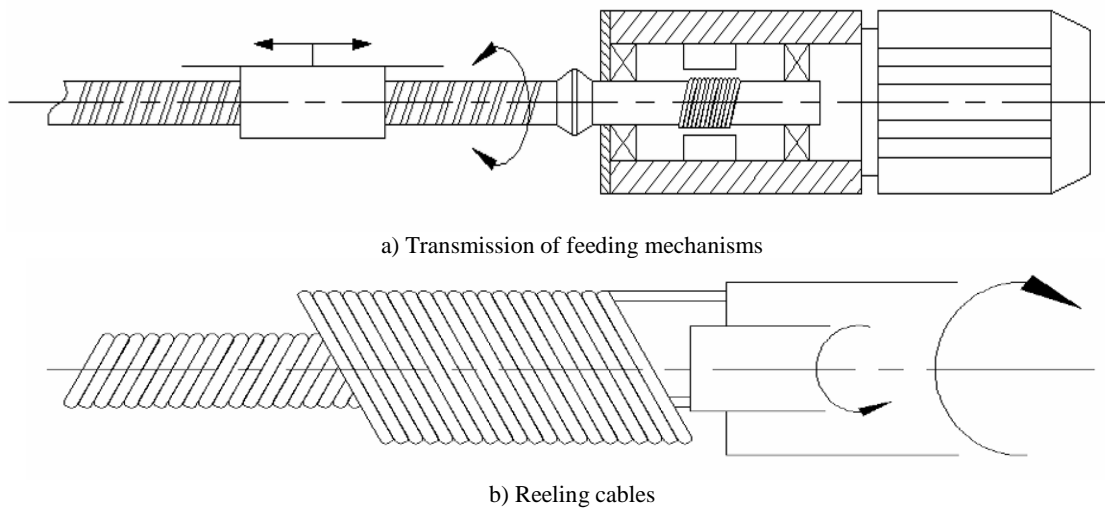 a) Transmission of feeding mechanisms
b) Reeling cables